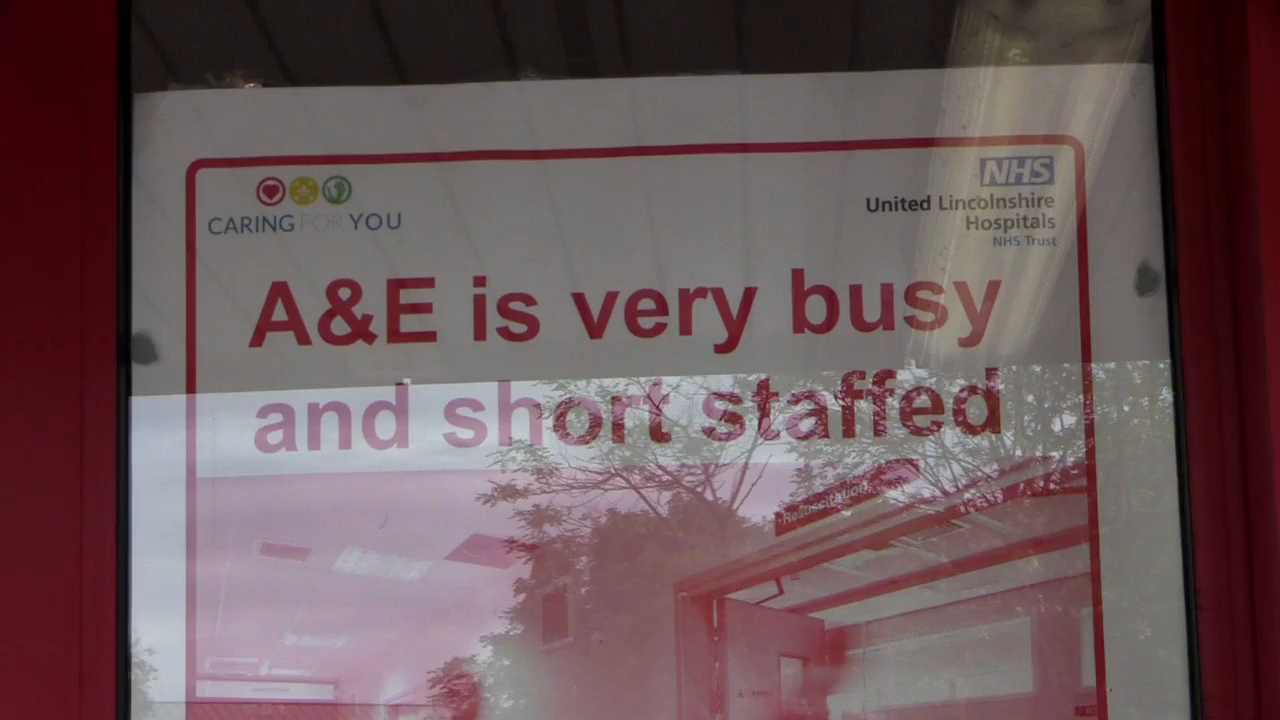 CARING FOR YOU
NHS
United Lincolnshire
Hospitals
NHS Trust
A&E is very busy
and short staffed
Resuscitation